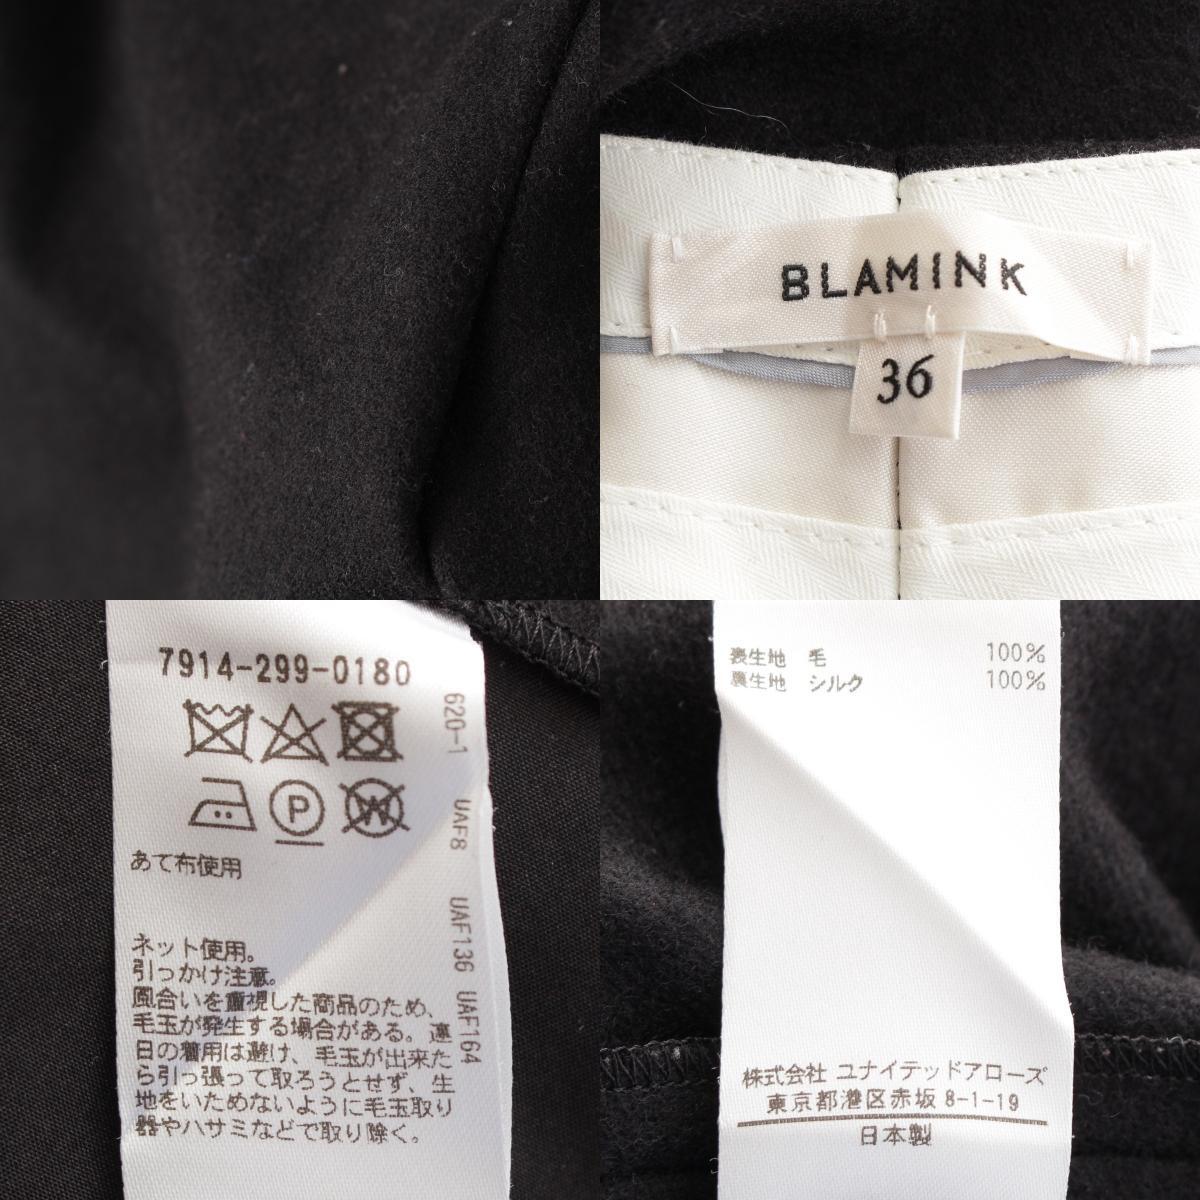 BLAMINK
36
7914-299-0180
620-1 UAF8 UAF136 UAF164
P
W
あて布使用
ネット使用。
引っかけ注意。
風合いを重視した商品のため、
毛玉が発生する場合がある。連
日の着用は避け、毛玉が出来た
ら引っ張って取ろうとせず、生
地をいためないように毛玉取り
器やハサミなどで取り除く。
表生地 毛 100%
裏生地 シルク 100%
株式会社 ユナイテッドアローズ
東京都港区赤坂 8-1-19
日本製